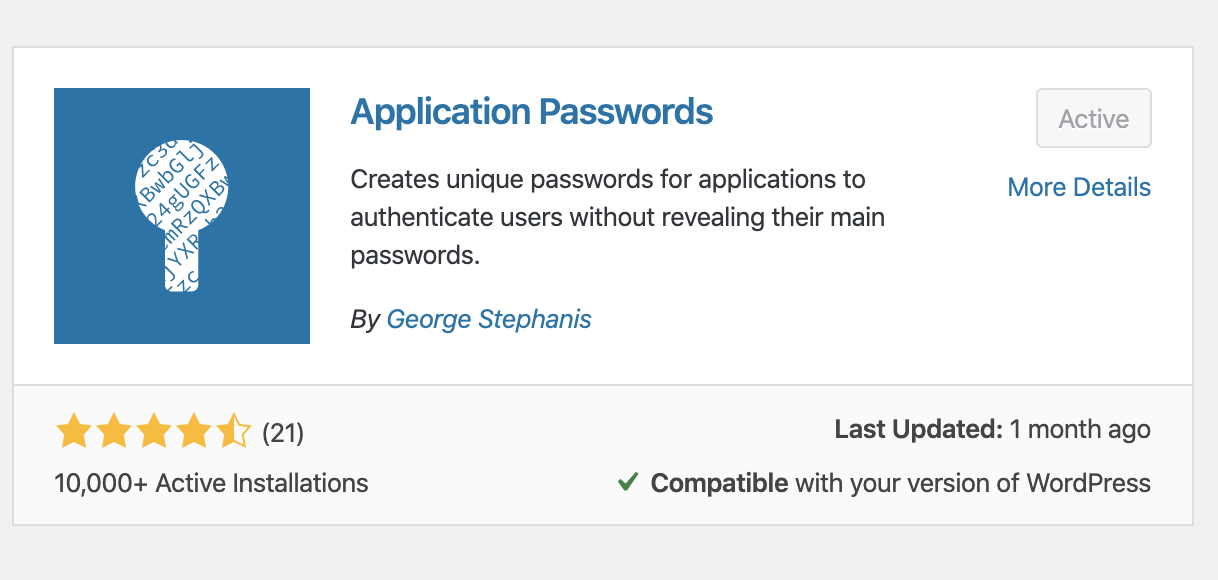 Application Passwords
Active
Creates unique passwords for applications to
authenticate users without revealing their main
passwords.
More Details
By George Stephanis
(21)
Last Updated: 1 month ago
10,000+ Active Installations
Compatible with your version of WordPress